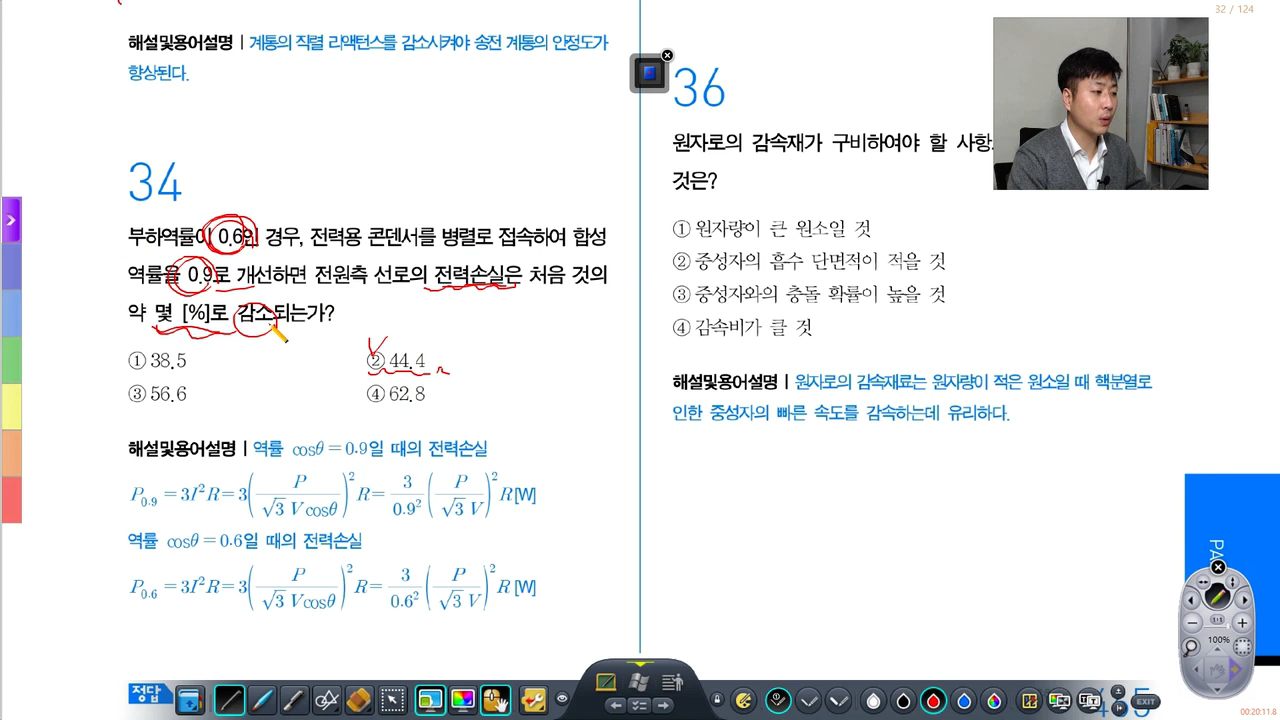 32 / 124
해설및용어설명 | 계통의 직렬 리액턴스를 감소시켜야 송전 계통의 안정도가
향상된다.
34
부하역률이 0.6인 경우, 전력용 콘덴서를 병렬로 접속하여 합성
역률을 0.9로 개선하면 전원측 선로의 전력손실은 처음 것의
약 몇 [%]로 감소되는가?
① 38.5 ② 44.4
③ 56.6 ④ 62.8
해설및용어설명 | 역률 cosθ = 0.9일 때의 전력손실
P₀.₉ = 3I²R = 3(P / √3 V cosθ)² R = 3 / 0.9² (P / √3 V)² R [W]
역률 cosθ = 0.6일 때의 전력손실
P₀.₆ = 3I²R = 3(P / √3 V cosθ)² R = 3 / 0.6² (P / √3 V)² R [W]
정답
36
원자로의 감속재가 구비하여야 할
것은?
① 원자량이 큰 원소일 것
② 중성자의 흡수 단면적이 적을 것
③ 중성자와의 충돌 확률이 높을 것
④ 감속비가 클 것
해설및용어설명 | 원자로의 감속재료는 원자량이 적은 원소일 때 핵분열로
인한 중성자의 빠른 속도를 감속하는데 유리하다.
PA
1:1
100%
EXIT
00:20:11.8